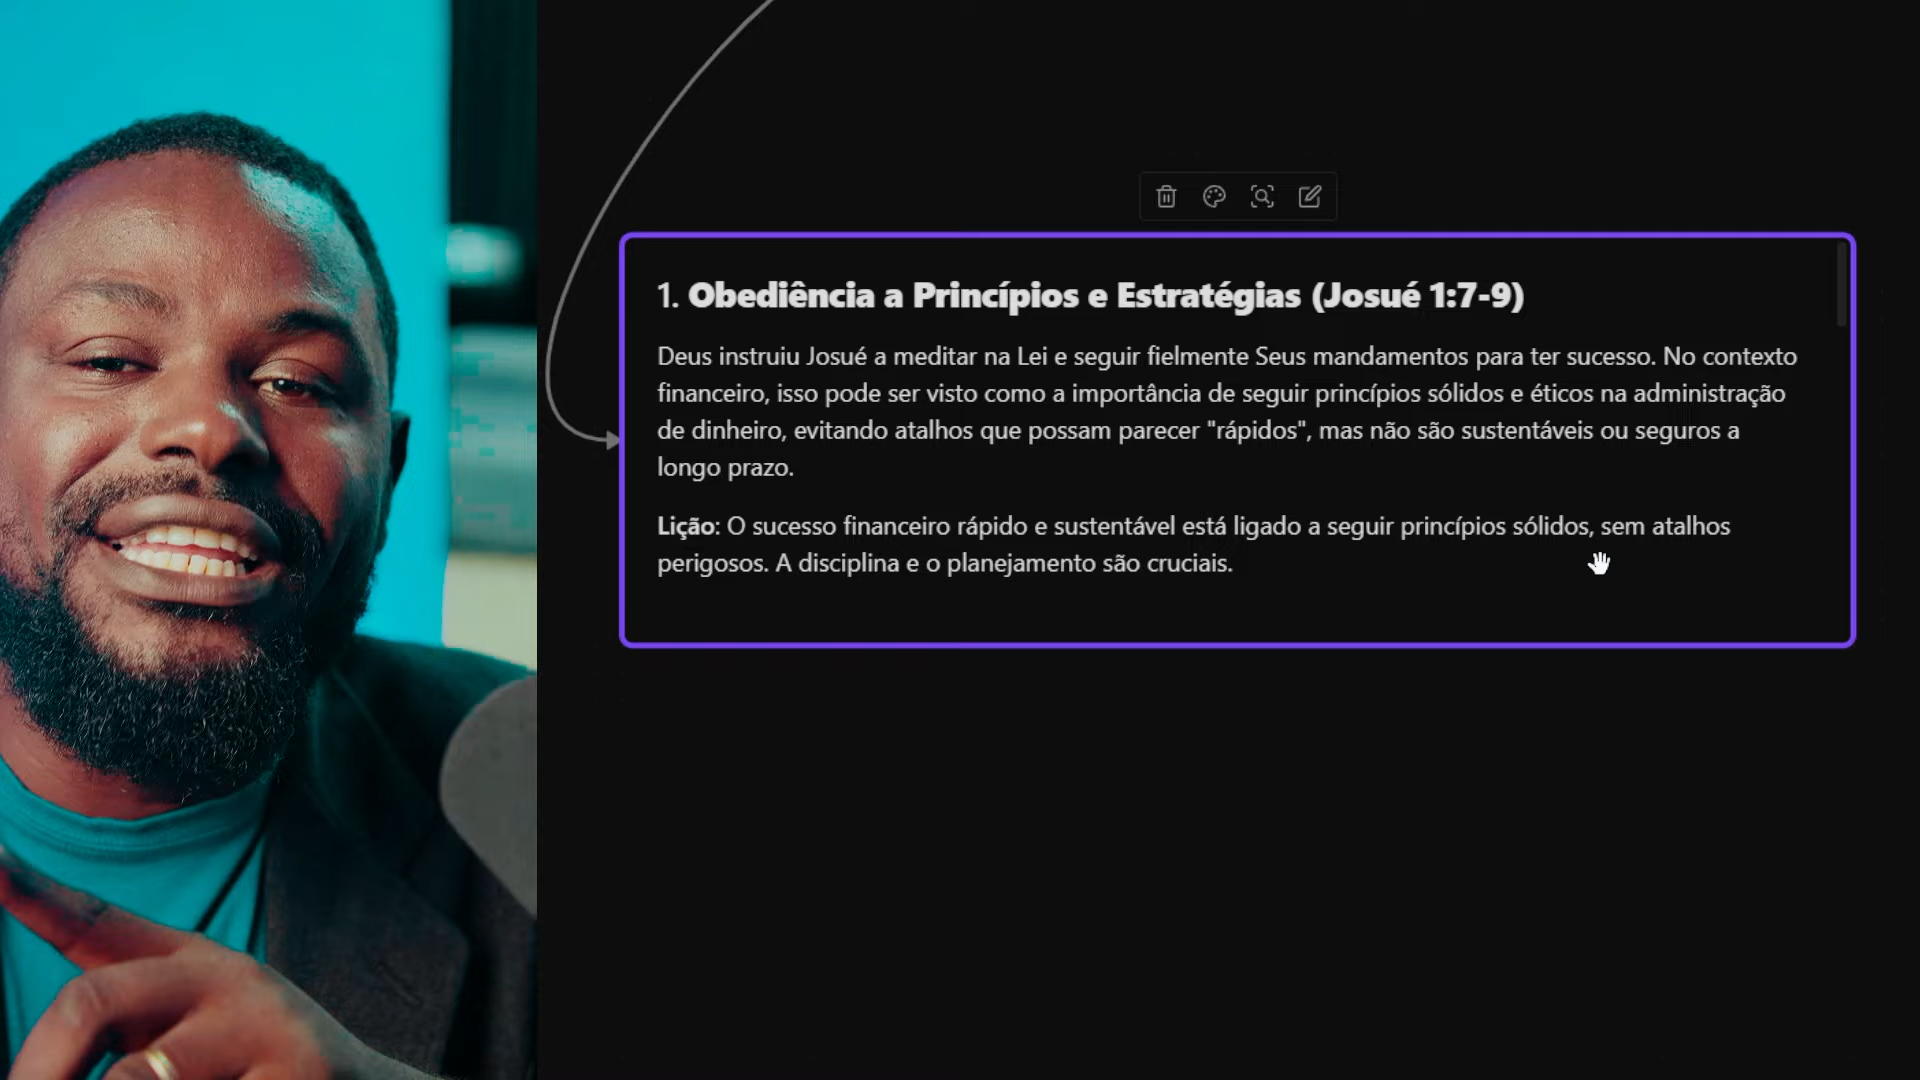 1. Obediência a Princípios e Estratégias (Josué 1:7-9)
Deus instruiu Josué a meditar na Lei e seguir fielmente Seus mandamentos para ter sucesso. No contexto
financeiro, isso pode ser visto como a importância de seguir princípios sólidos e éticos na administração
de dinheiro, evitando atalhos que possam parecer "rápidos", mas não são sustentáveis ou seguros a
longo prazo.
Lição: O sucesso financeiro rápido e sustentável está ligado a seguir princípios sólidos, sem atalhos
perigosos. A disciplina e o planejamento são cruciais.